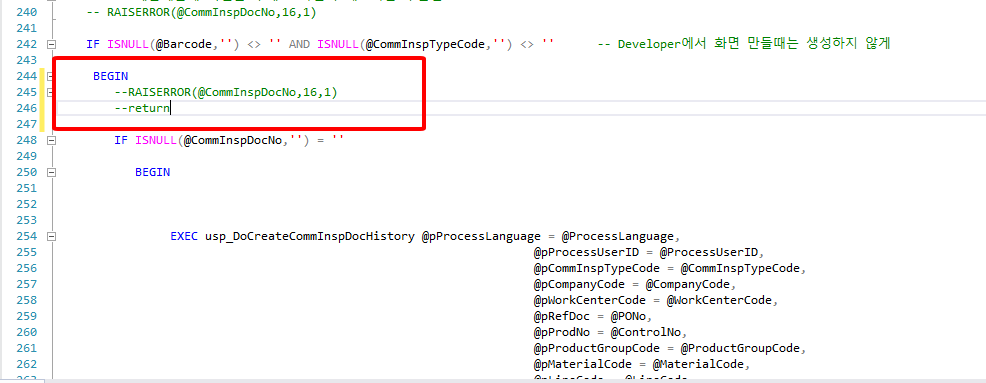 240 -- RAISERROR(@CommInspDocNo,16,1)
241
242 IF ISNULL(@Barcode,'') <> '' AND ISNULL(@CommInspTypeCode,'') <> '' -- Developer에서 화면 만들때는 생성하지 않게
243
244 BEGIN
245 --RAISERROR(@CommInspDocNo,16,1)
246 --return
247
248 IF ISNULL(@CommInspDocNo,'') = ''
249
250 BEGIN
251
252
253
254 EXEC usp_DoCreateCommInspDocHistory @pProcessLanguage = @ProcessLanguage,
255 @pProcessUserID = @ProcessUserID,
256 @pCommInspTypeCode = @CommInspTypeCode,
257 @pCompanyCode = @CompanyCode,
258 @pWorkCenterCode = @WorkCenterCode,
259 @pRefDoc = @PONo,
260 @pProdNo = @ControlNo,
261 @pProductGroupCode = @ProductGroupCode,
262 @pMaterialCode = @MaterialCode,